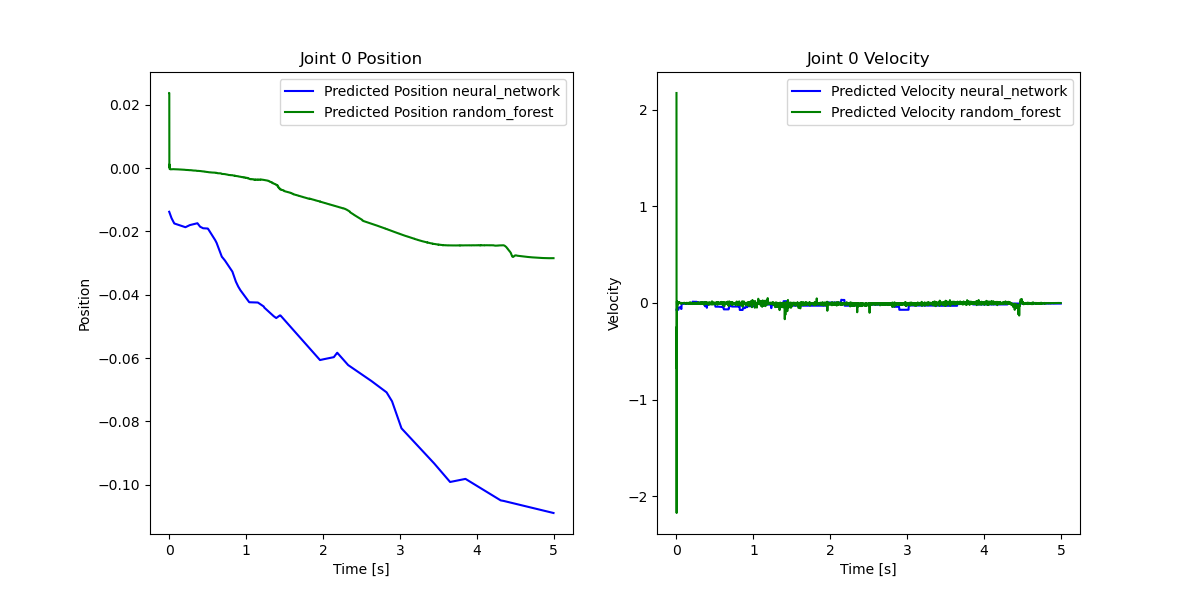 Joint 0 Position
Predicted Position neural_network
Predicted Position random_forest
0.02
0.00
−0.02
−0.04
−0.06
−0.08
−0.10
Position
0 1 2 3 4 5
Time [s]
Joint 0 Velocity
Predicted Velocity neural_network
Predicted Velocity random_forest
2
1
0
−1
−2
Velocity
0 1 2 3 4 5
Time [s]